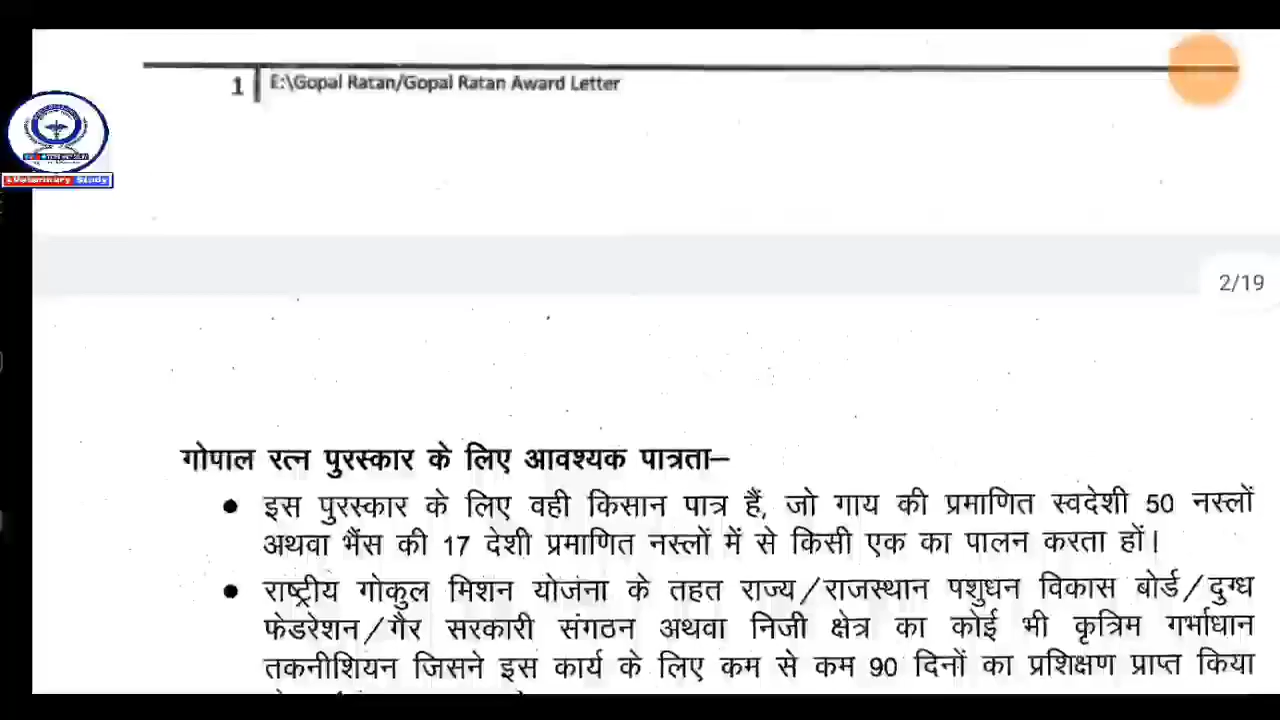 1 E:\Gopal Ratan/Gopal Ratan Award Letter
Veterinary Study
2/19
गोपाल रत्न पुरस्कार के लिए आवश्यक पात्रता–
• इस पुरस्कार के लिए वही किसान पात्र हैं, जो गाय की प्रमाणित स्वदेशी 50 नस्लों
अथवा भैंस की 17 देशी प्रमाणित नस्लों में से किसी एक का पालन करता हों।
• राष्ट्रीय गोकुल मिशन योजना के तहत राज्य/राजस्थान पशुधन विकास बोर्ड/दुग्ध
फेडरेशन/गैर सरकारी संगठन अथवा निजी क्षेत्र का कोई भी कृत्रिम गर्भाधान
तकनीशियन जिसने इस कार्य के लिए कम से कम 90 दिनों का प्रशिक्षण प्राप्त किया